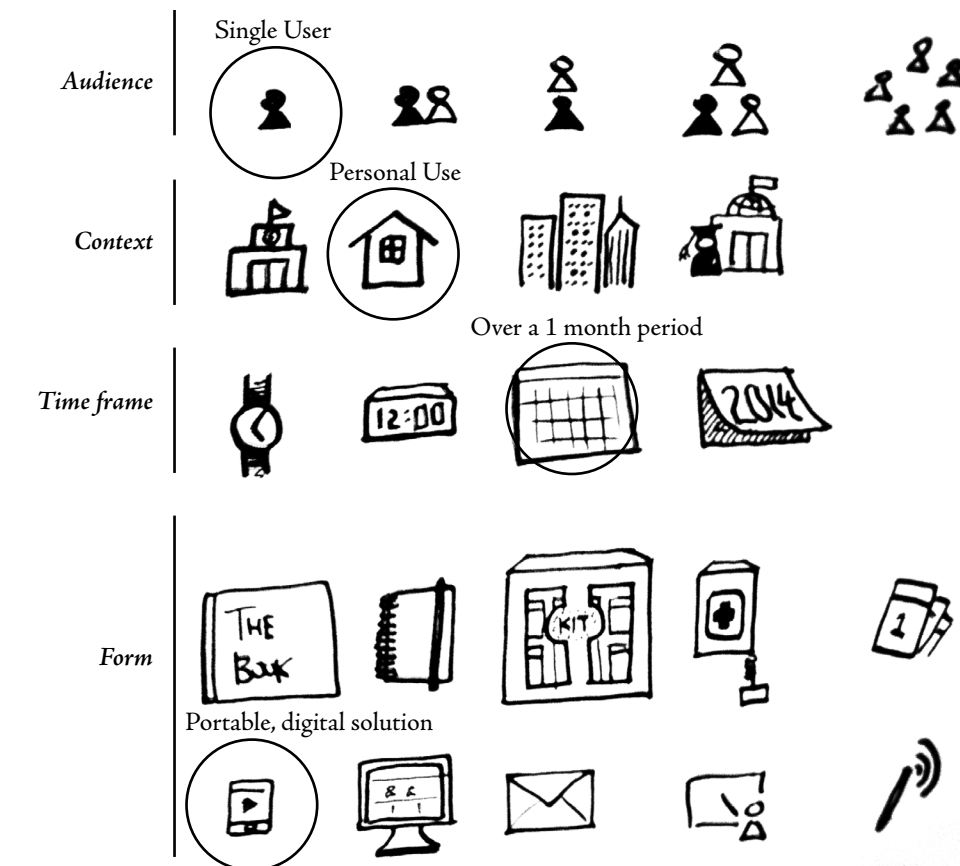 Single User
Audience
Personal Use
Context
Over a 1 month period
Time frame
12:00
2014
THE
BOOK
KIT
1
Form
Portable, digital solution